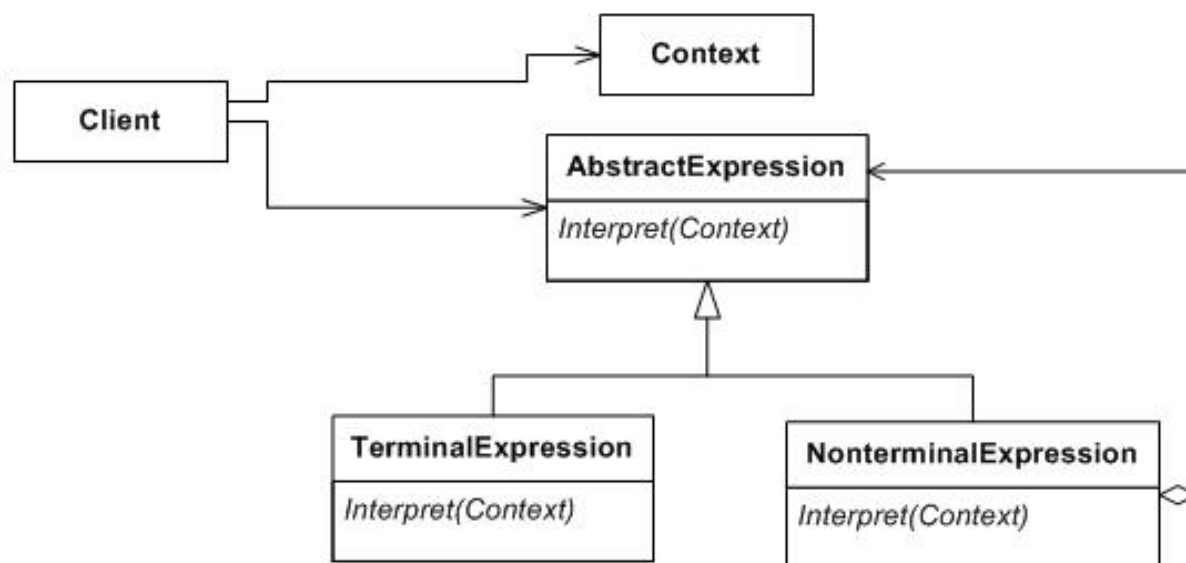 Context
Client
AbstractExpression
Interpret(Context)
TerminalExpression
Interpret(Context)
NonterminalExpression
Interpret(Context)